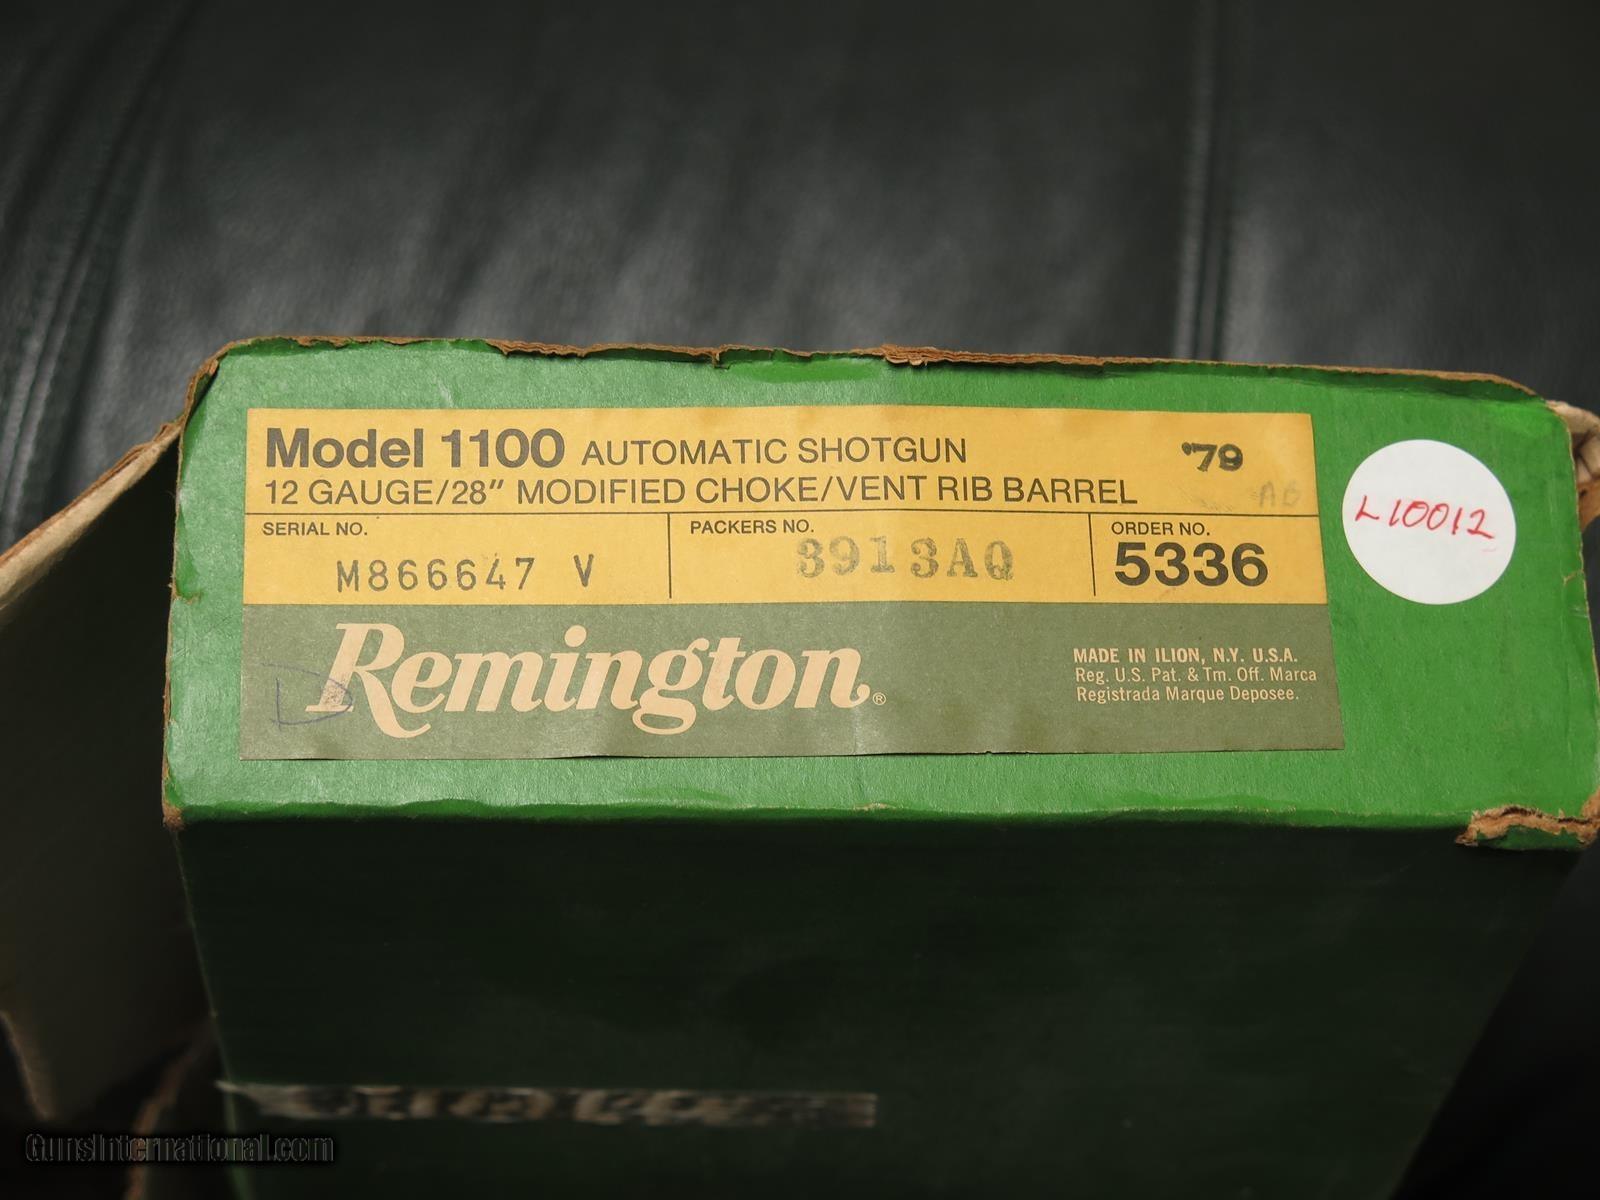 Model 1100 AUTOMATIC SHOTGUN '79
12 GAUGE/28" MODIFIED CHOKE/VENT RIB BARREL AG
SERIAL NO. PACKERS NO. ORDER NO.
M866647 V 3913AQ 5336
L10012
D Remington®
MADE IN ILION, N.Y. U.S.A.
Reg. U.S. Pat. & Tm. Off. Marca
Registrada Marque Deposee.
GunsInternational.com